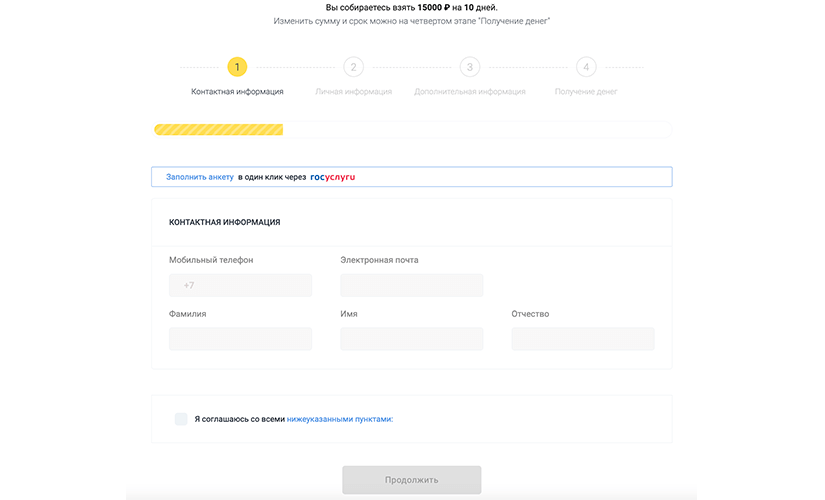 Вы собираетесь взять 15000 ₽ на 10 дней.
Изменить сумму и срок можно на четвертом этапе "Получение денег"
1 2 3 4
Контактная информация Личная информация Дополнительная информация Получение денег
Заполнить анкету в один клик через госуслуги
КОНТАКТНАЯ ИНФОРМАЦИЯ
Мобильный телефон Электронная почта
+7
Фамилия Имя Отчество
Я соглашаюсь со всеми нижеуказанными пунктами:
Продолжить